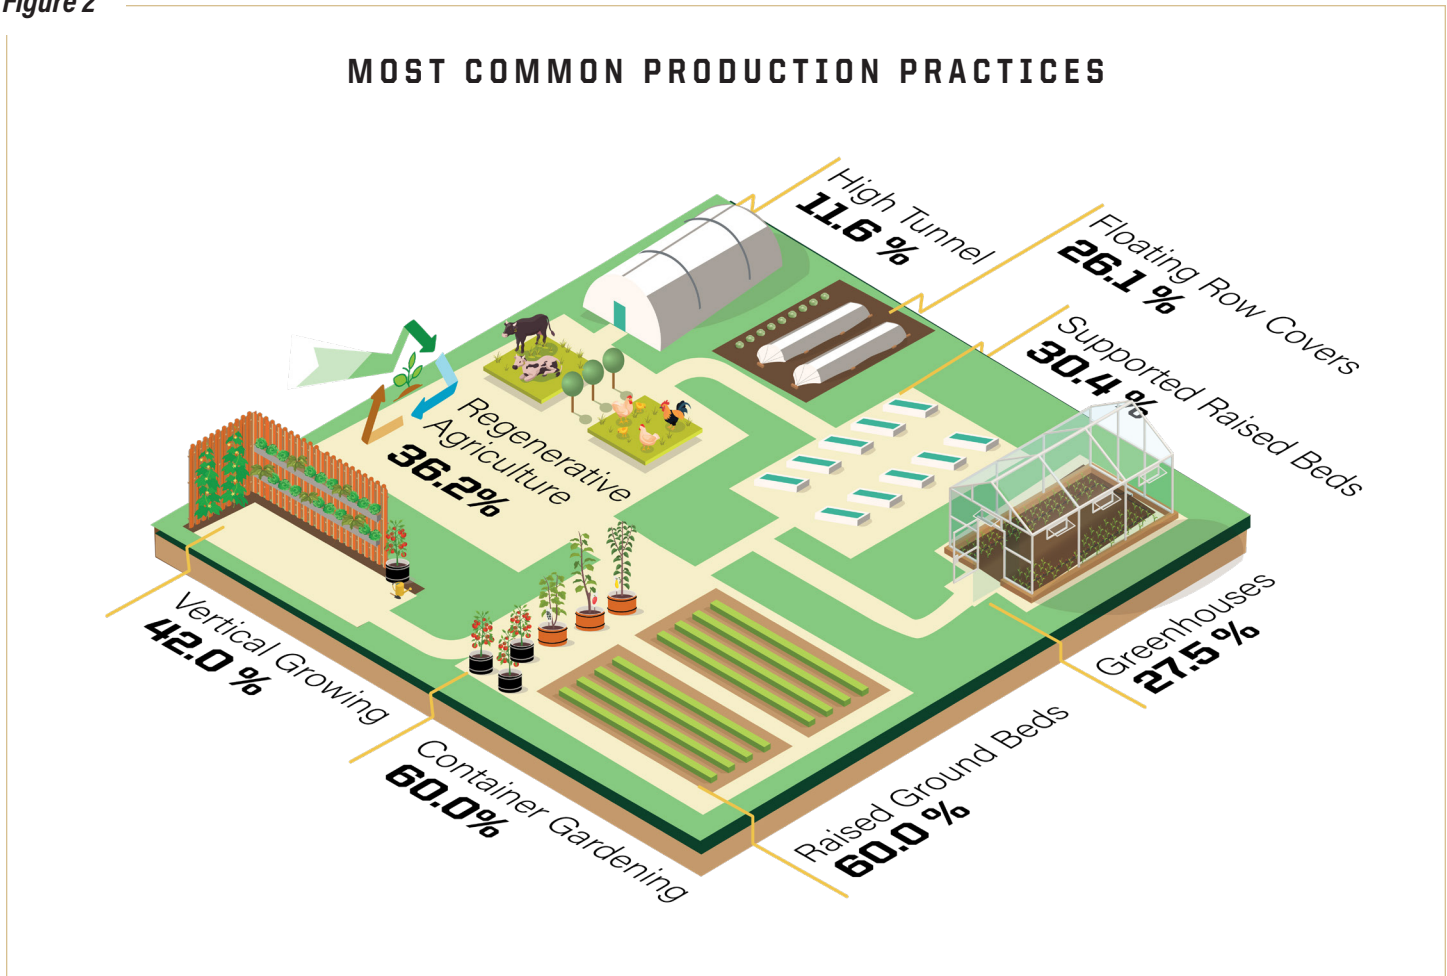 Figure 2
MOST COMMON PRODUCTION PRACTICES
High Tunnel
11.6 %
Floating Row Covers
26.1 %
Supported Raised Beds
30.4 %
Regenerative
Agriculture
36.2%
Vertical Growing
42.0 %
Greenhouses
27.5 %
Container Gardening
60.0%
Raised Ground Beds
60.0 %